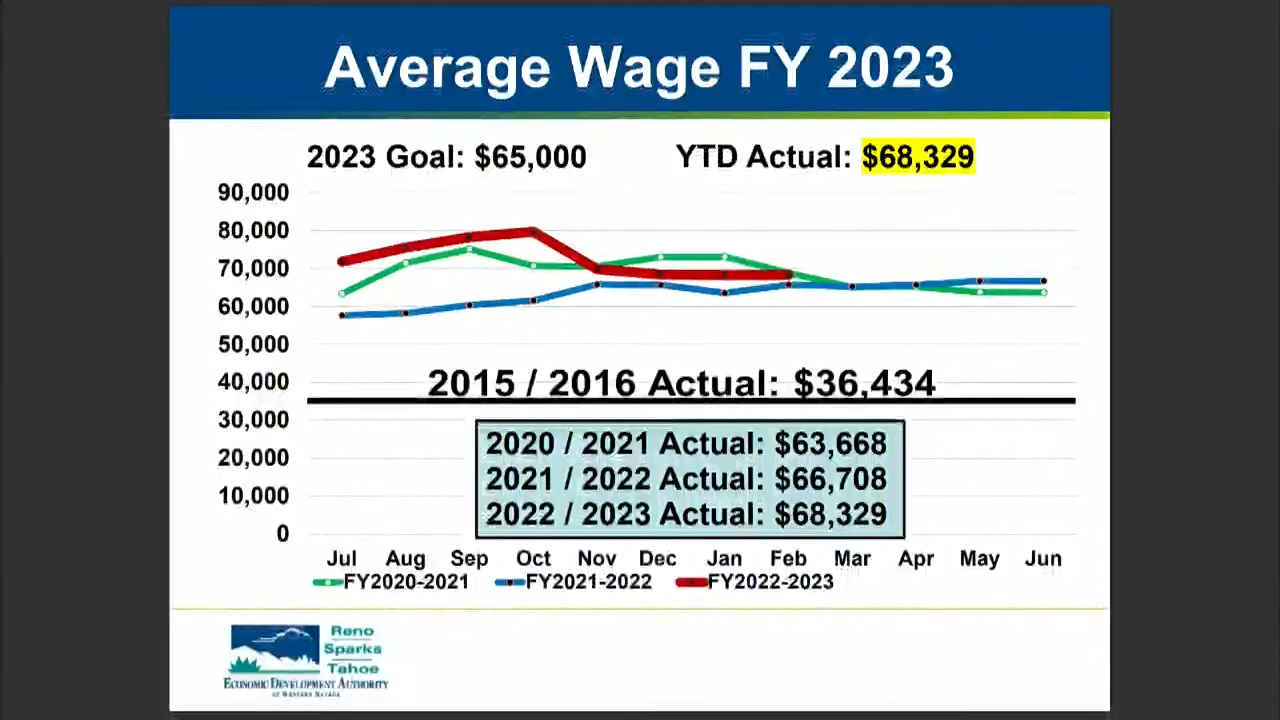 Average Wage FY 2023
2023 Goal: $65,000 YTD Actual: $68,329
90,000
80,000
70,000
60,000
50,000
40,000
30,000
20,000
10,000
0
2015 / 2016 Actual: $36,434
2020 / 2021 Actual: $63,668
2021 / 2022 Actual: $66,708
2022 / 2023 Actual: $68,329
Jul Aug Sep Oct Nov Dec Jan Feb Mar Apr May Jun
FY2020-2021 FY2021-2022 FY2022-2023
Reno
Sparks
Tahoe
ECONOMIC DEVELOPMENT AUTHORITY
OF WESTERN NEVADA